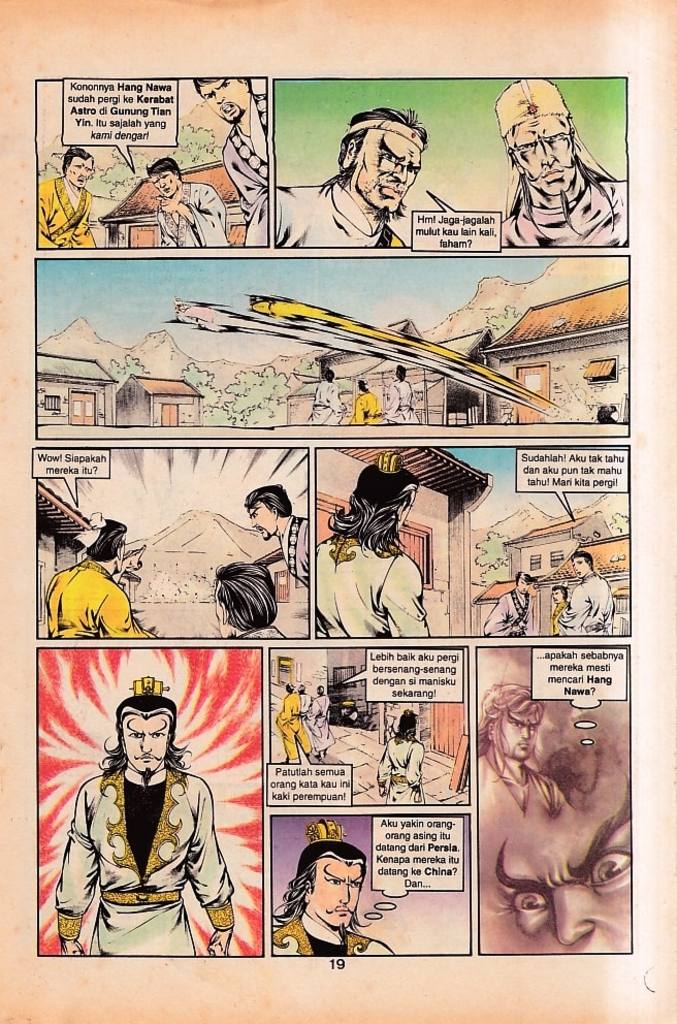 Kononnya Hang Nawa
sudah pergi ke Kerabat
Astro di Gunung Tian
Yin. Itu sajalah yang
kami dengar!
Hm! Jaga-jagalah
mulut kau lain kali,
faham?
Wow! Siapakah
mereka itu?
Sudahlah! Aku tak tahu
dan aku pun tak mahu
tahu! Mari kita pergi!
Lebih baik aku pergi
bersenang-senang
dengan si manisku
sekarang!
Patutlah semua
orang kata kau ini
kaki perempuan!
Aku yakin orang-
orang asing itu
datang dari Persia.
Kenapa mereka itu
datang ke China?
Dan...
...apakah sebabnya
mereka mesti
mencari Hang
Nawa?
19